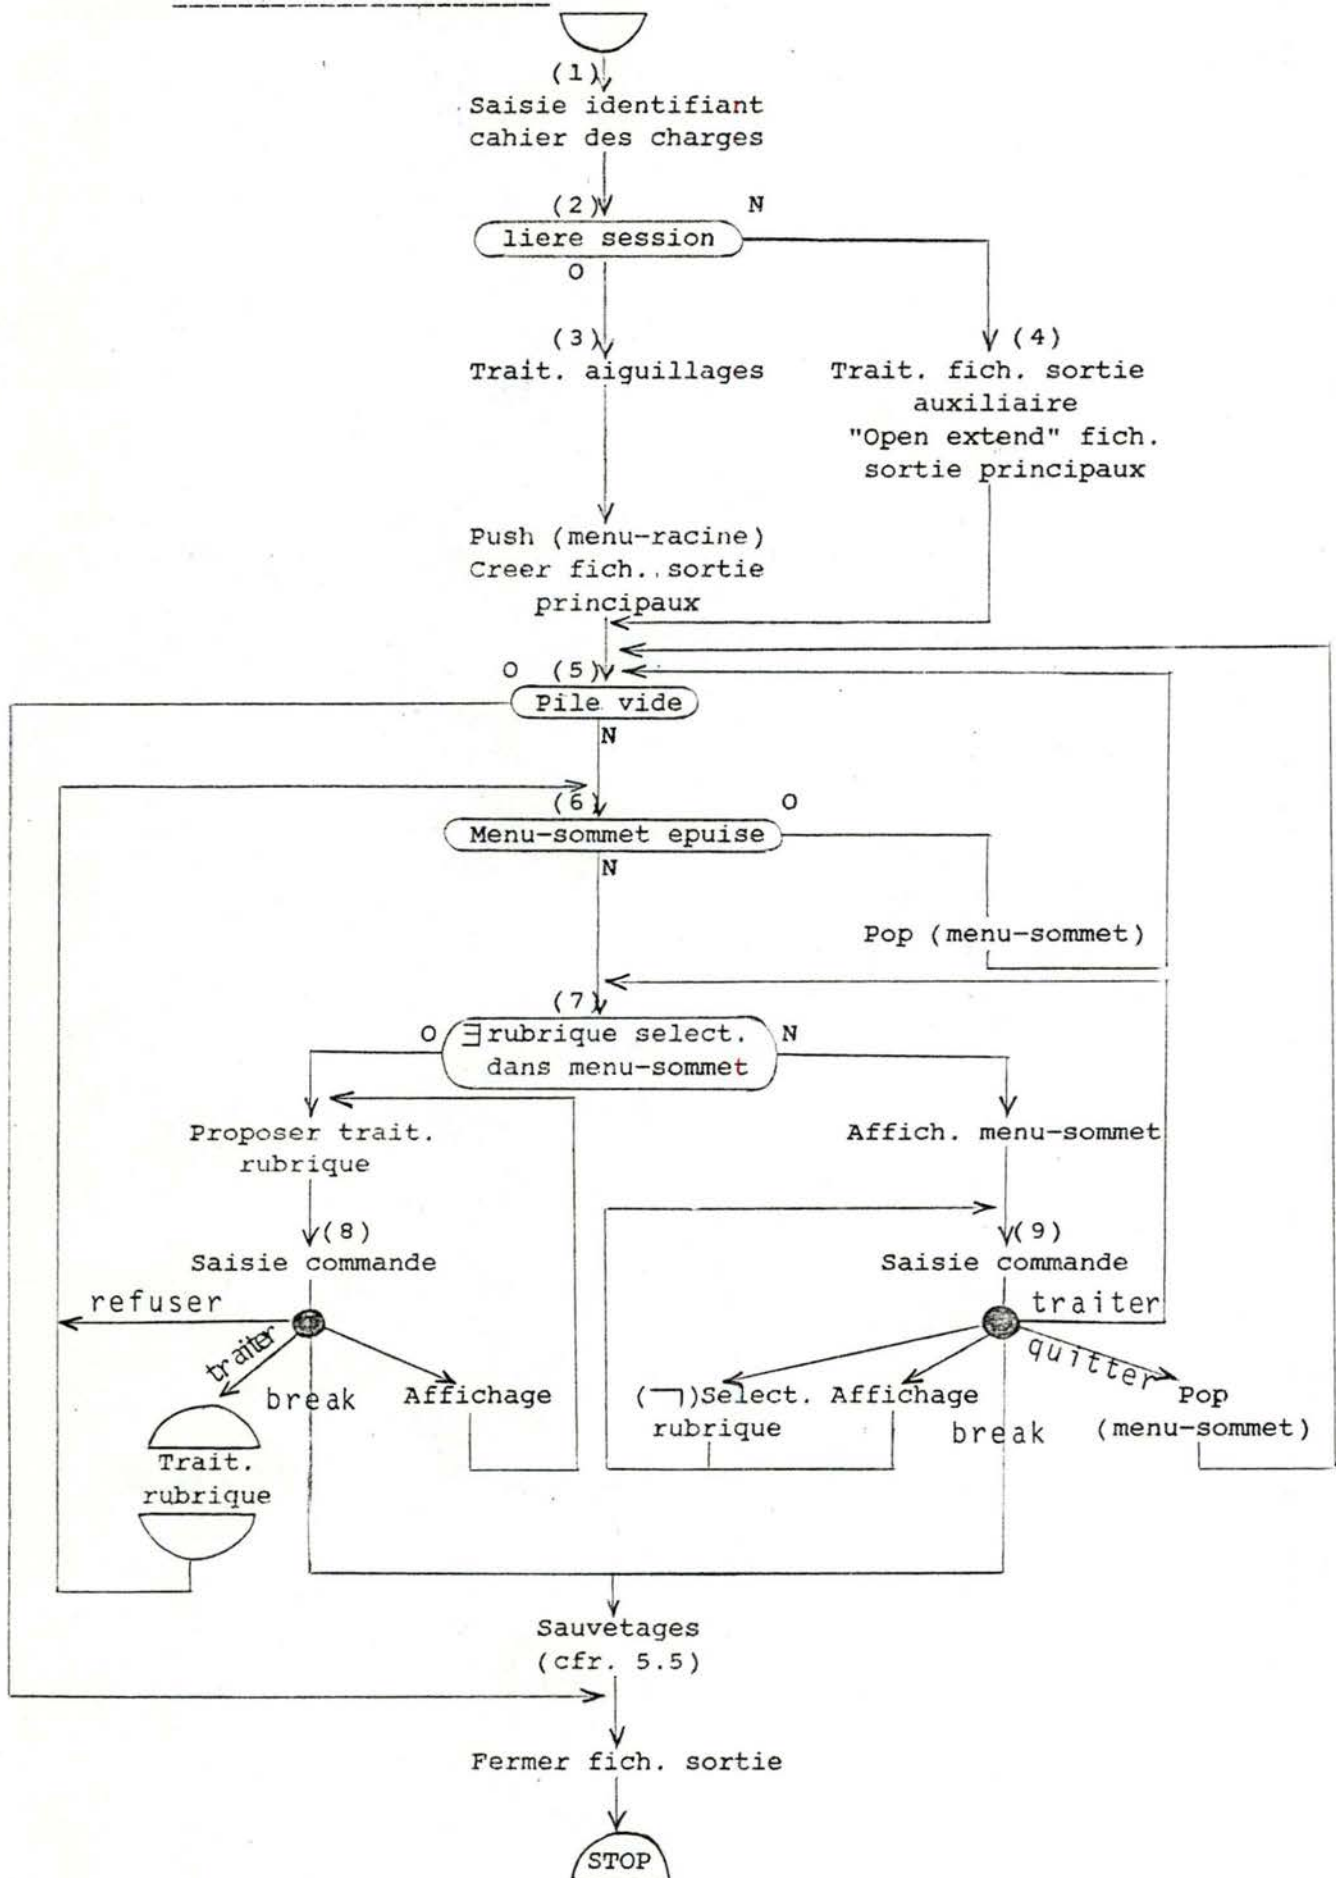 (1)
Saisie identifiant
cahier des charges
(2) N
liere session
O
(3) (4)
Trait. aiguillages
Trait. fich. sortie
auxiliaire
"Open extend" fich.
sortie principaux
Push (menu-racine)
Creer fich. sortie
principaux
O (5)
Pile vide
N
(6) O
Menu-sommet epuise
N
Pop (menu-sommet)
(7)
O ∃ rubrique select. N
dans menu-sommet
Proposer trait.
rubrique
Affich. menu-sommet
(8)
Saisie commande
(9)
Saisie commande
refuser
traiter
traiter
quitter
break
Affichage
(¬)Select.
rubrique
Affichage
break
Pop
(menu-sommet)
Trait.
rubrique
Sauvetages
(cfr. 5.5)
Fermer fich. sortie
STOP